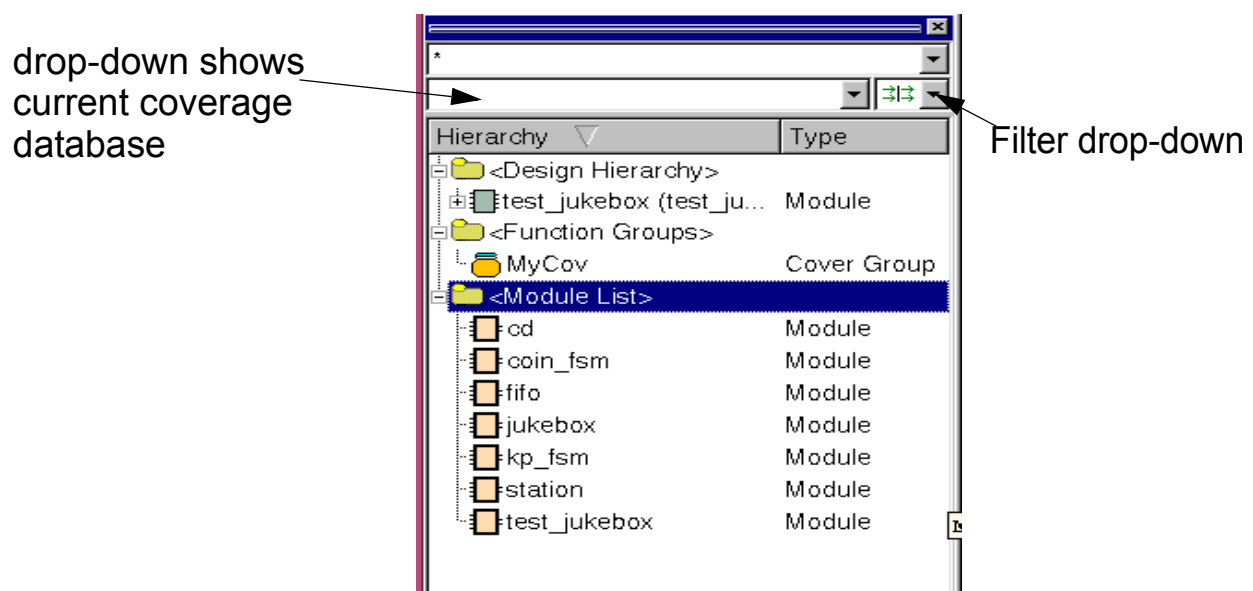 drop-down shows
current coverage
database
*
Filter drop-down
Hierarchy Type
<Design Hierarchy>
test_jukebox (test_ju... Module
<Function Groups>
MyCov Cover Group
<Module List>
cd Module
coin_fsm Module
fifo Module
jukebox Module
kp_fsm Module
station Module
test_jukebox Module